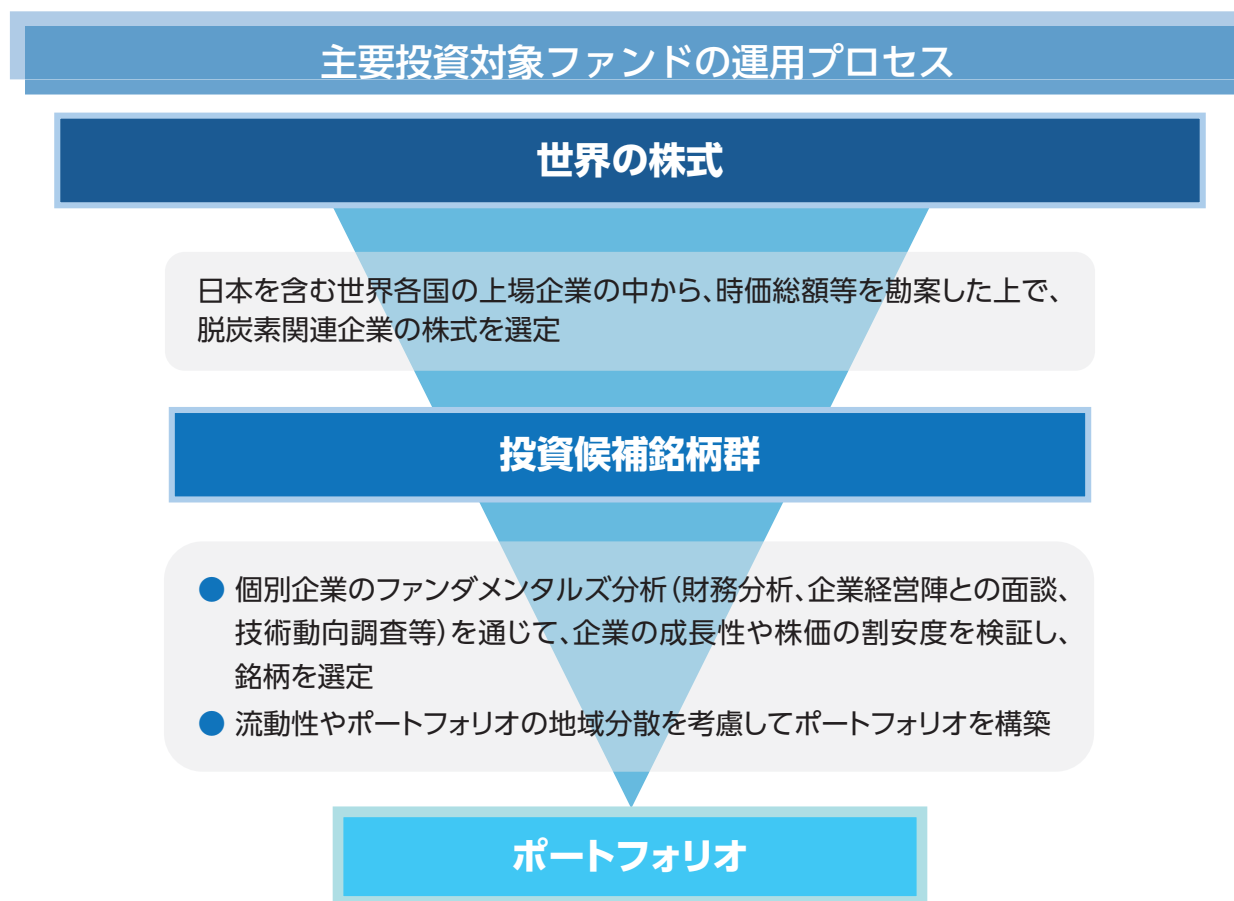 主要投資対象ファンドの運用プロセス
世界の株式
日本を含む世界各国の上場企業の中から、時価総額等を勘案した上で、
脱炭素関連企業の株式を選定
投資候補銘柄群
● 個別企業のファンダメンタルズ分析(財務分析、企業経営陣との面談、
技術動向調査等)を通じて、企業の成長性や株価の割安度を検証し、
銘柄を選定
● 流動性やポートフォリオの地域分散を考慮してポートフォリオを構築
ポートフォリオ